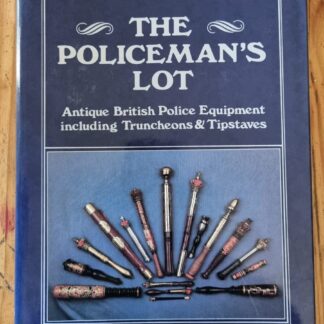 THE
POLICEMAN'S
LOT
Antique British Police Equipment
including Truncheons & Tipstaves